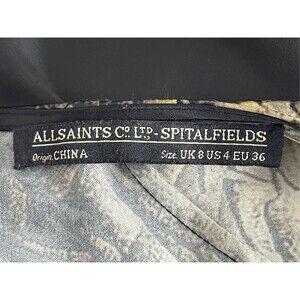 ALLSAINTS Co. LTD - SPITALFIELDS
Origin. CHINA Size. UK 8 US 4 EU 36